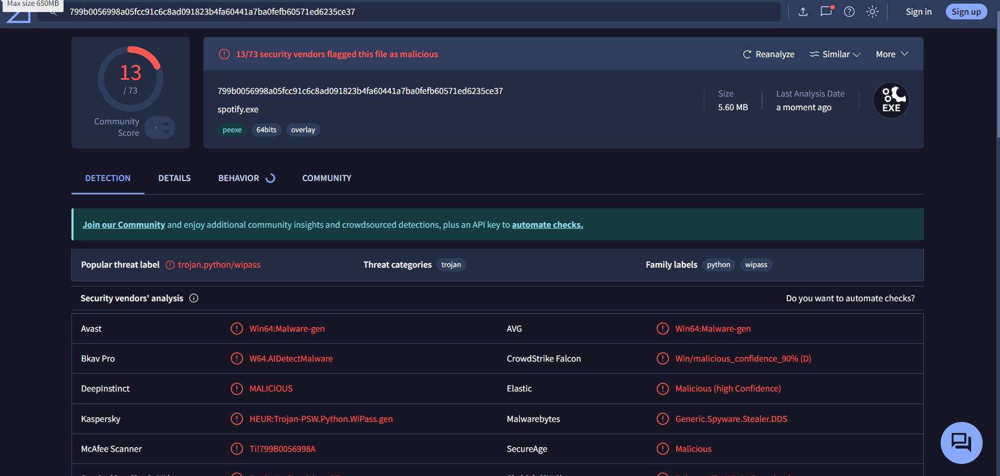 Max size 650MB
799b0056998a05fcc91c6c8ad091823b4fa60441a7ba0fefb60571ed6235ce37
Sign in
Sign up
13
/ 73
Community
Score
13/73 security vendors flagged this file as malicious
Reanalyze
Similar
More
799b0056998a05fcc91c6c8ad091823b4fa60441a7ba0fefb60571ed6235ce37
spotify.exe
peexe
64bits
overlay
Size
5.60 MB
Last Analysis Date
a moment ago
EXE
DETECTION
DETAILS
BEHAVIOR
COMMUNITY
Join our Community and enjoy additional community insights and crowdsourced detections, plus an API key to automate checks.
Popular threat label trojan.python/wipass
Threat categories trojan
Family labels python wipass
Security vendors' analysis
Do you want to automate checks?
Avast Win64:Malware-gen
AVG Win64:Malware-gen
Bkav Pro W64.AIDetectMalware
CrowdStrike Falcon Win/malicious_confidence_90% (D)
DeepInstinct MALICIOUS
Elastic Malicious (high Confidence)
Kaspersky HEUR:Trojan-PSW.Python.WiPass.gen
Malwarebytes Generic.Spyware.Stealer.DDS
McAfee Scanner Ti!799B0056998A
SecureAge Malicious